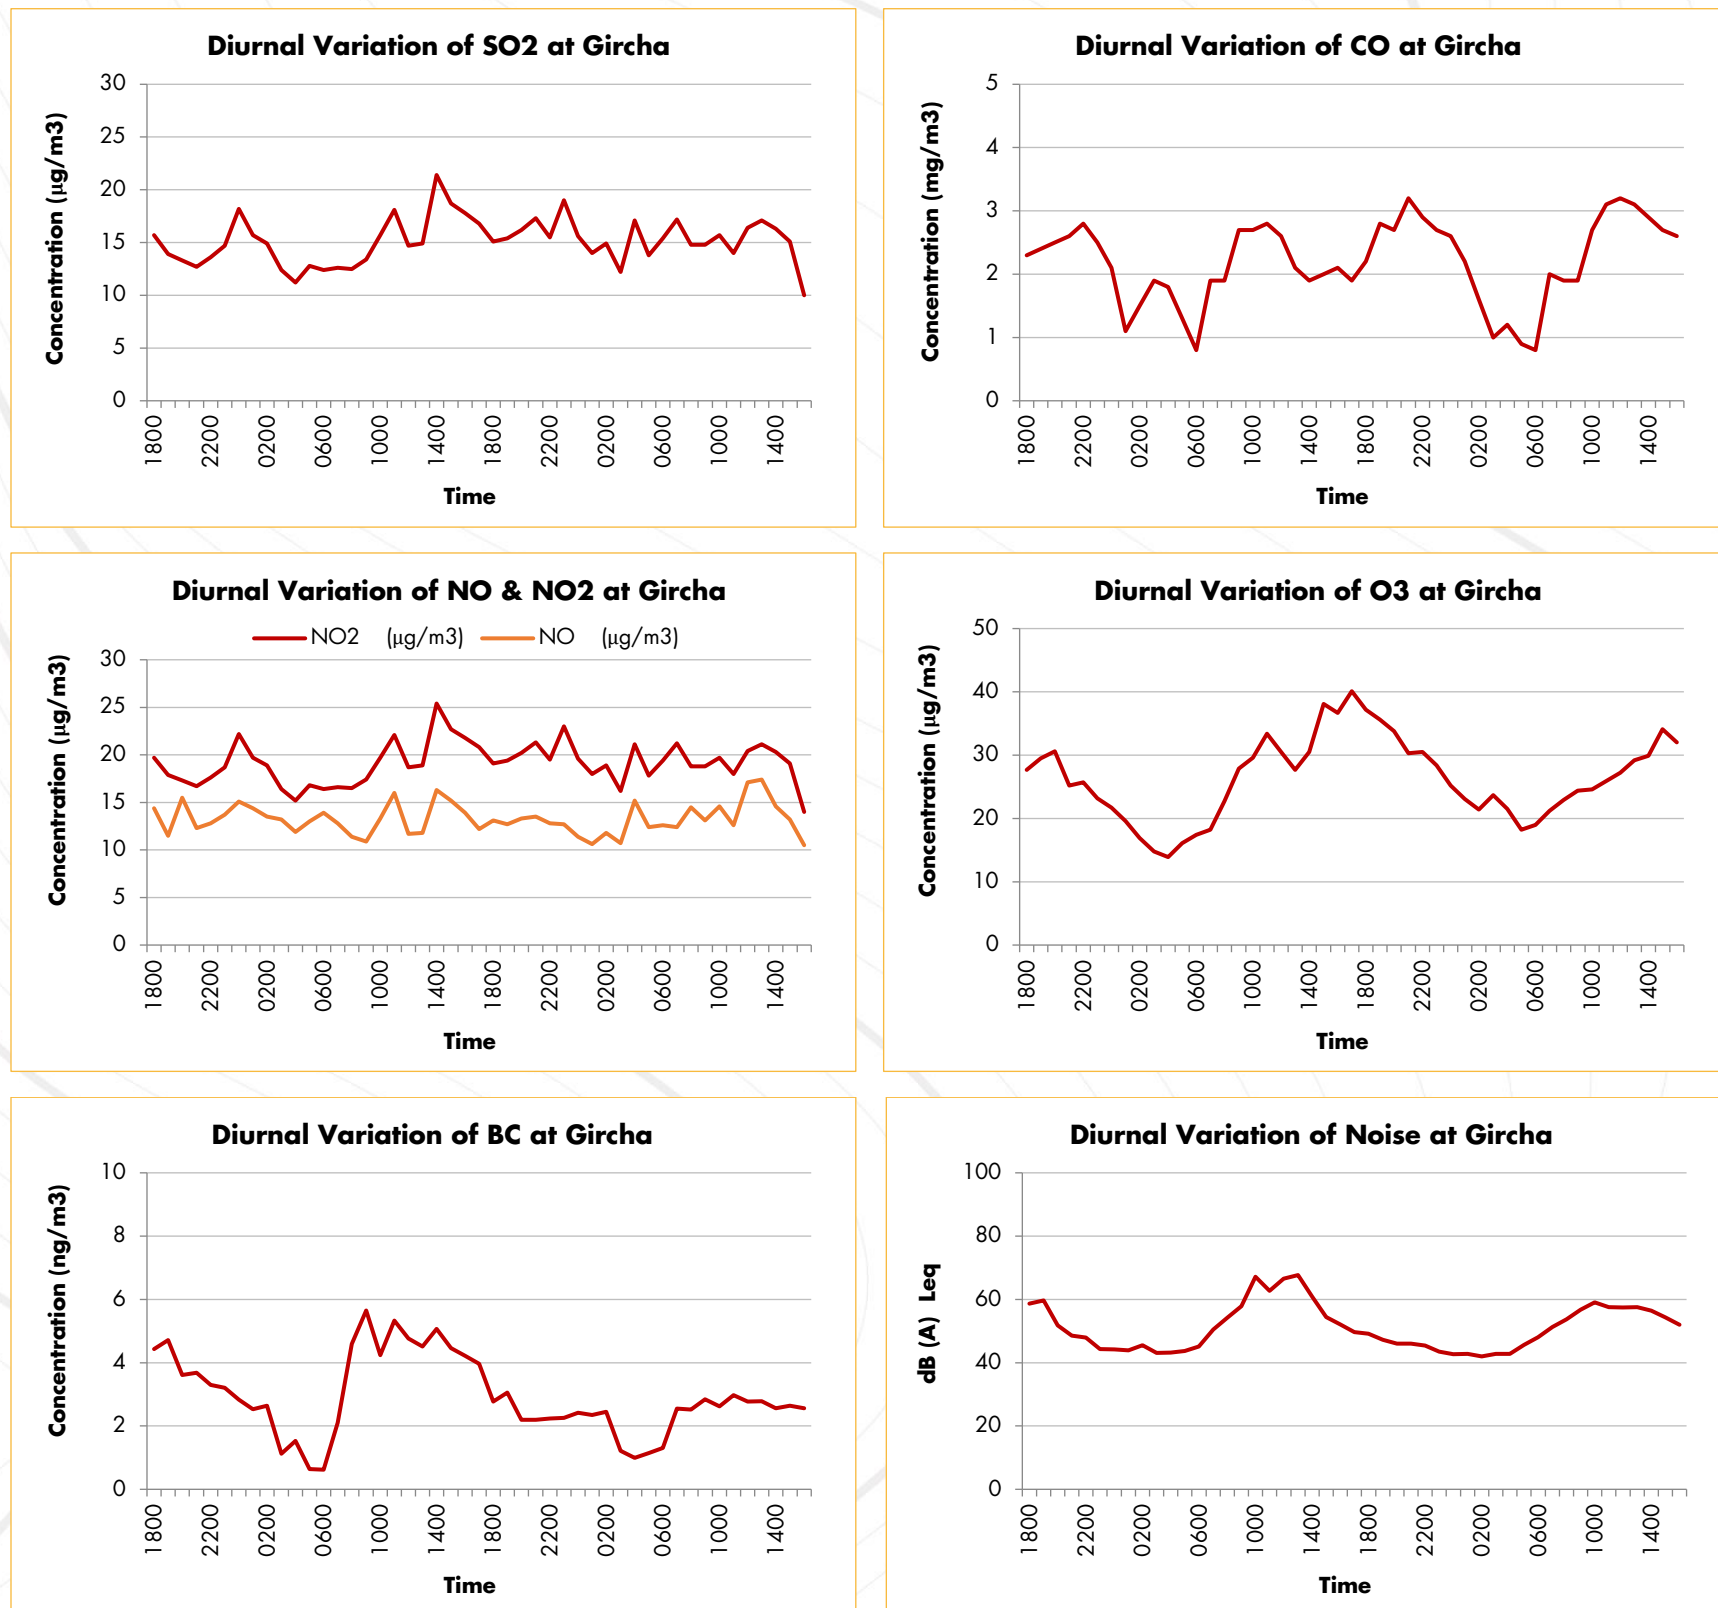 Diurnal Variation of SO2 at Gircha
Concentration (µg/m3)
30
25
20
15
10
5
0
1800 2200 0200 0600 1000 1400 1800 2200 0200 0600 1000 1400
Time
Diurnal Variation of CO at Gircha
Concentration (mg/m3)
5
4
3
2
1
0
1800 2200 0200 0600 1000 1400 1800 2200 0200 0600 1000 1400
Time
Diurnal Variation of NO & NO2 at Gircha
NO2 (µg/m3) NO (µg/m3)
Concentration (µg/m3)
30
25
20
15
10
5
0
1800 2200 0200 0600 1000 1400 1800 2200 0200 0600 1000 1400
Time
Diurnal Variation of O3 at Gircha
Concentration (µg/m3)
50
40
30
20
10
0
1800 2200 0200 0600 1000 1400 1800 2200 0200 0600 1000 1400
Time
Diurnal Variation of BC at Gircha
Concentration (ng/m3)
10
8
6
4
2
0
1800 2200 0200 0600 1000 1400 1800 2200 0200 0600 1000 1400
Time
Diurnal Variation of Noise at Gircha
dB (A) Leq
100
80
60
40
20
0
1800 2200 0200 0600 1000 1400 1800 2200 0200 0600 1000 1400
Time